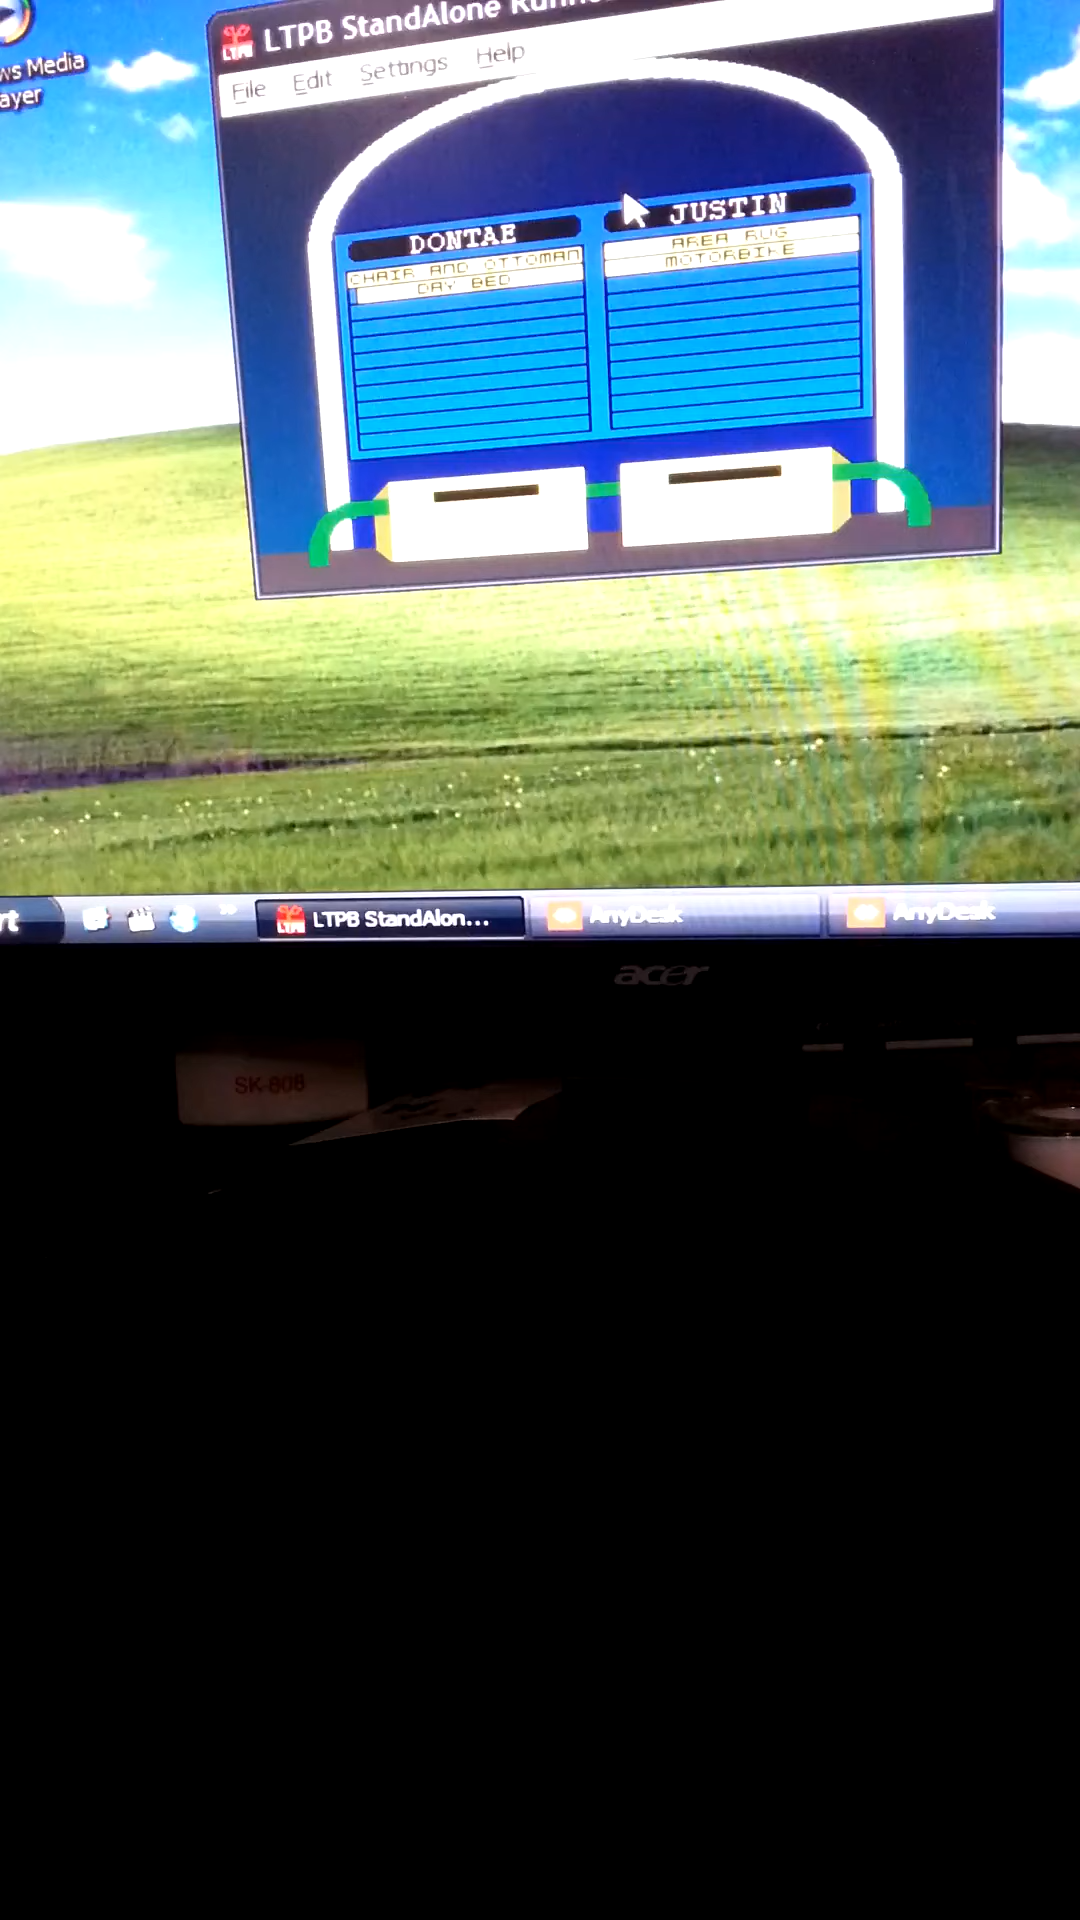 ws Media
ayer
LTPB StandAlone Runn
File Edit Settings Help
DONTAE
CHAIR AND OTTOMAN
DAY BED
JUSTIN
AREA RUG
MOTORBIKE
rt
LTPB StandAlon...
AnyDesk
AnyDesk
acer
SK-808